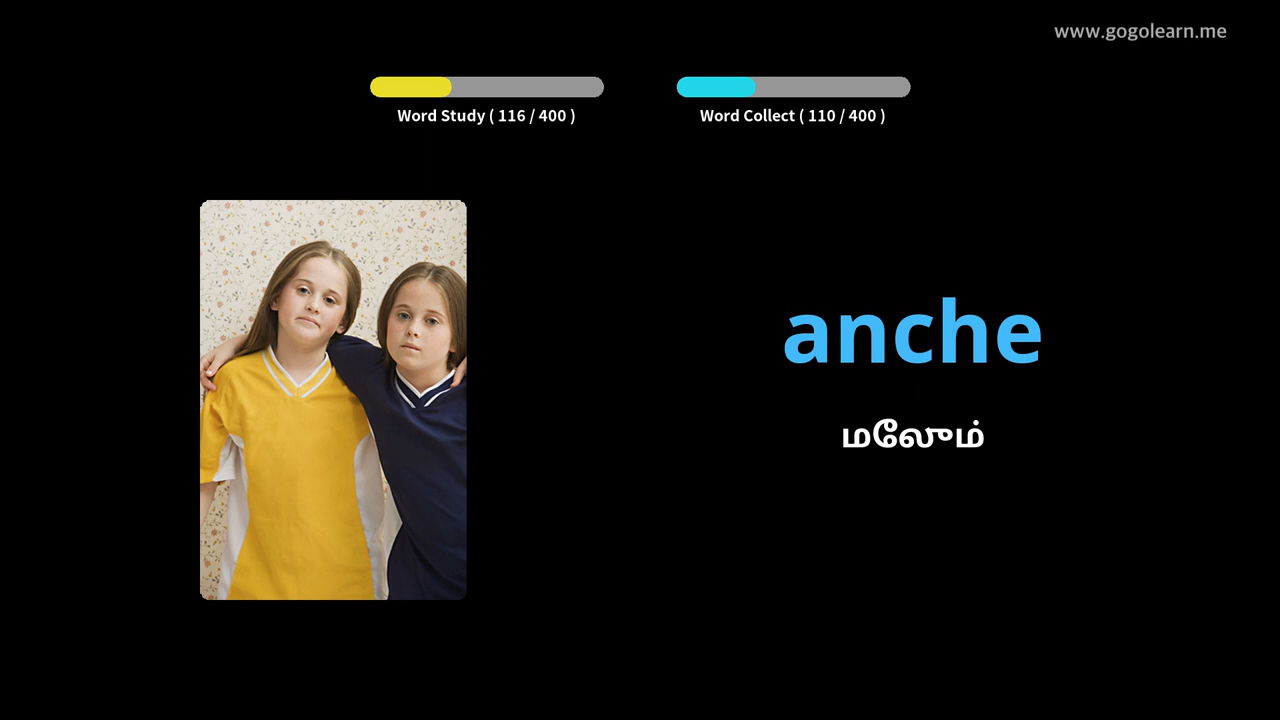 www.gogolearn.me
Word Study ( 116 / 400 )
Word Collect ( 110 / 400 )
anche
மலேும்